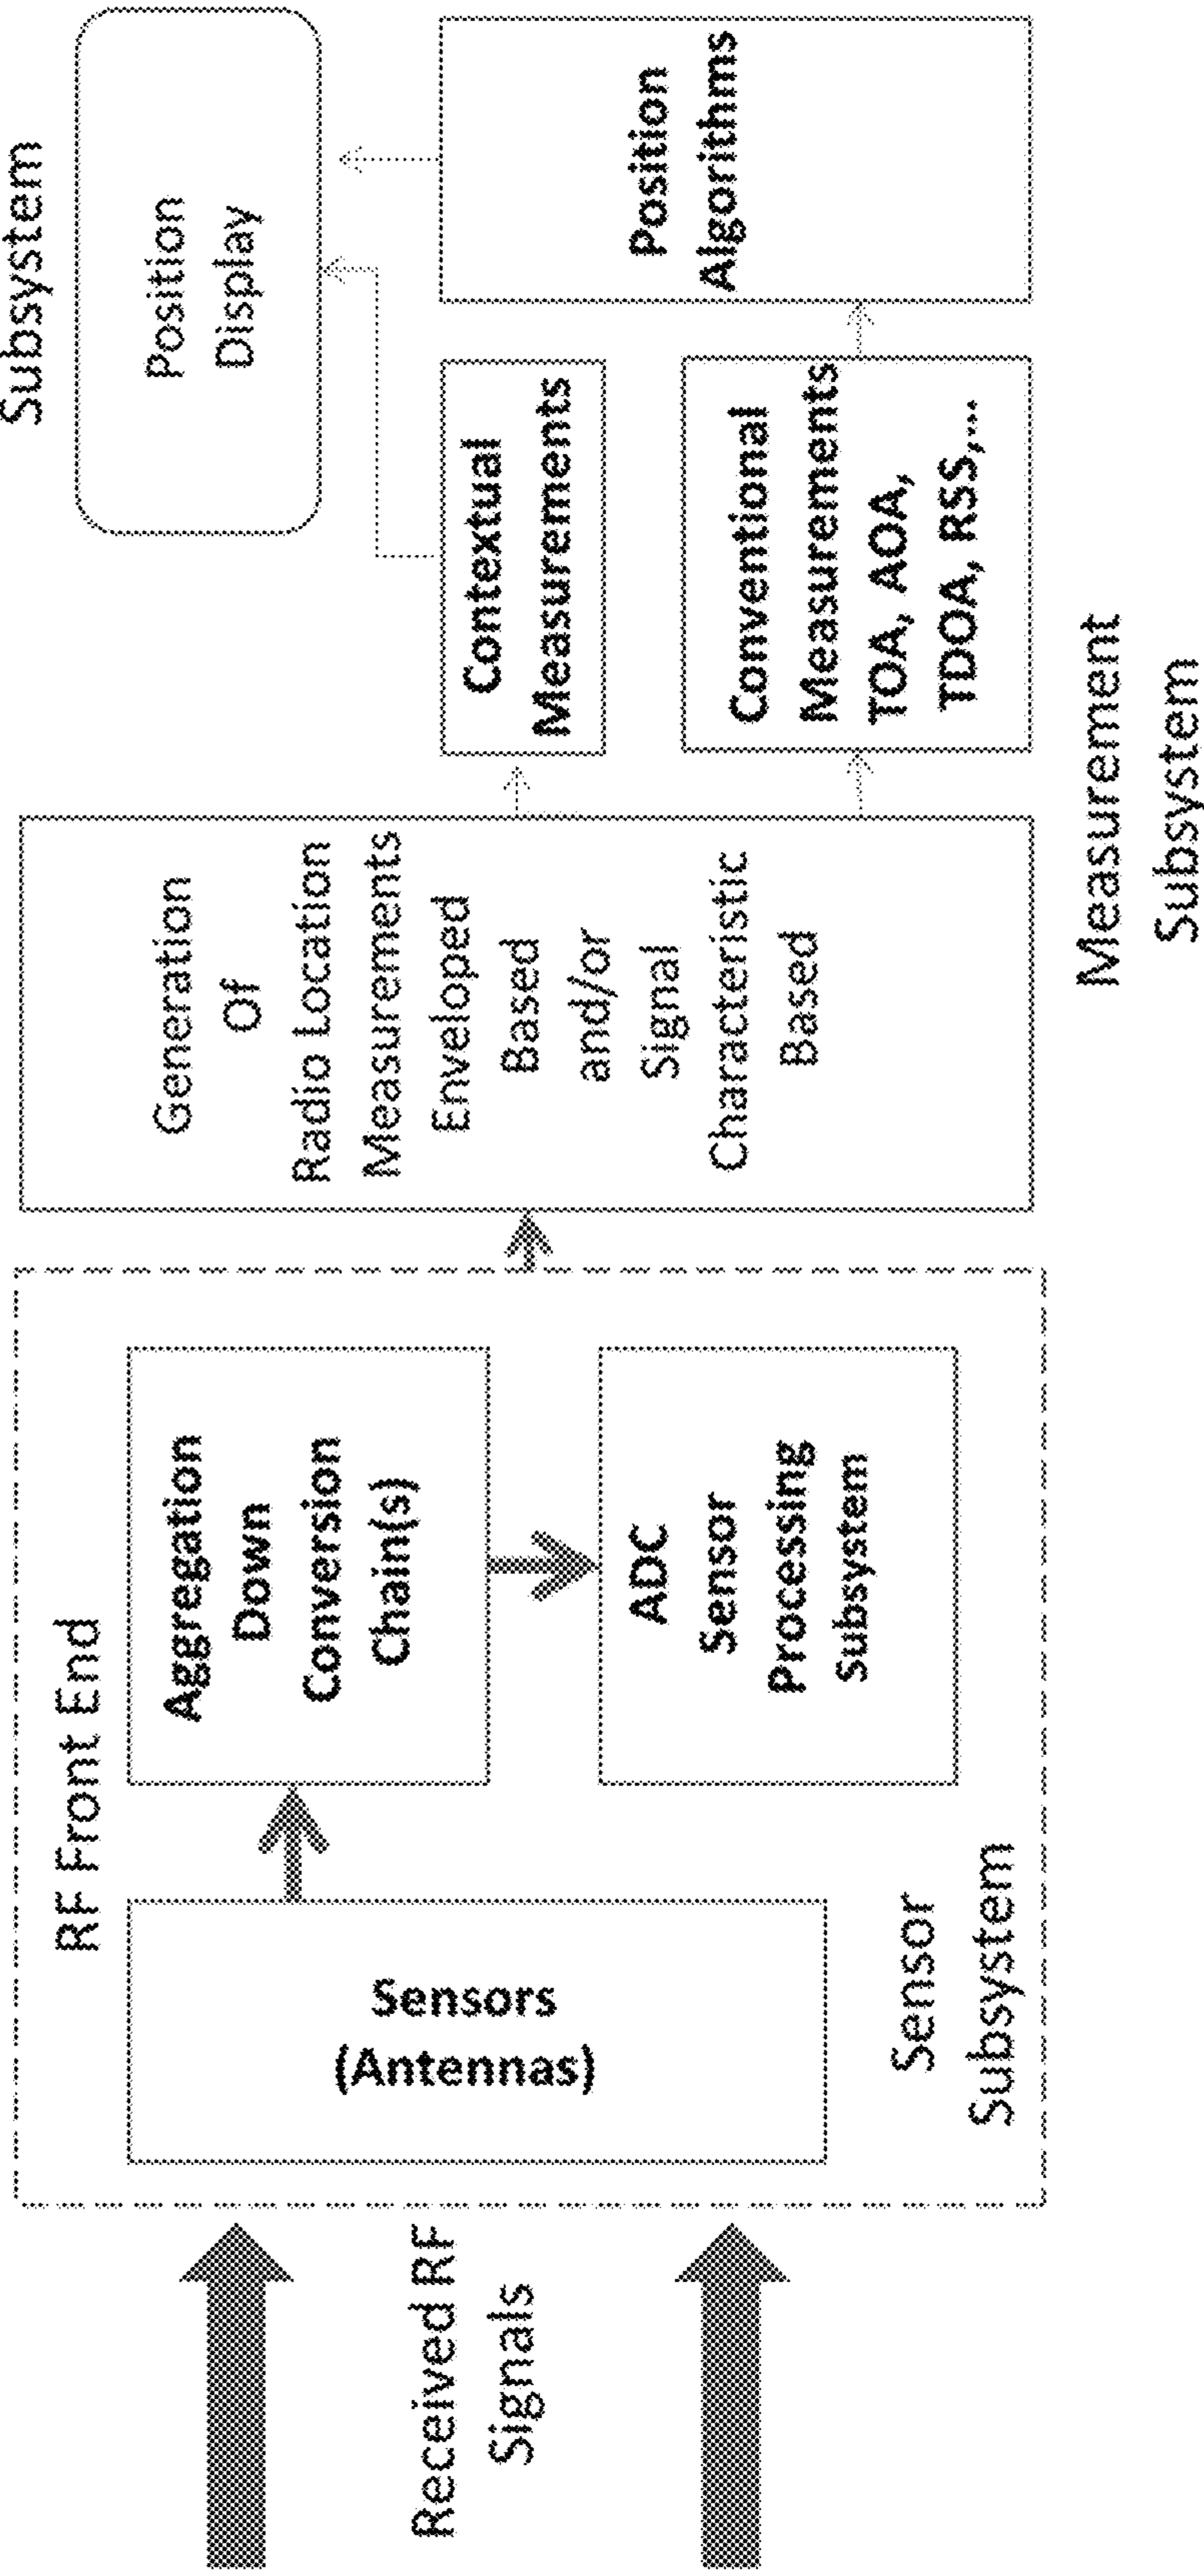 Received RF
Signals
RF Front End
Sensors
(Antennas)
Aggregation
Down
Conversion
Chain(s)
ADC
Sensor
Processing
Subsystem
Sensor
Subsystem
Generation
Of
Radio Location
Measurements
Enveloped
Based
and/or
Signal
Characteristic
Based
Contextual
Measurements
Conventional
Measurements
TOA, AOA,
TDOA, RSS,...
Measurement
Subsystem
Subsystem
Position
Display
Position
Algorithms